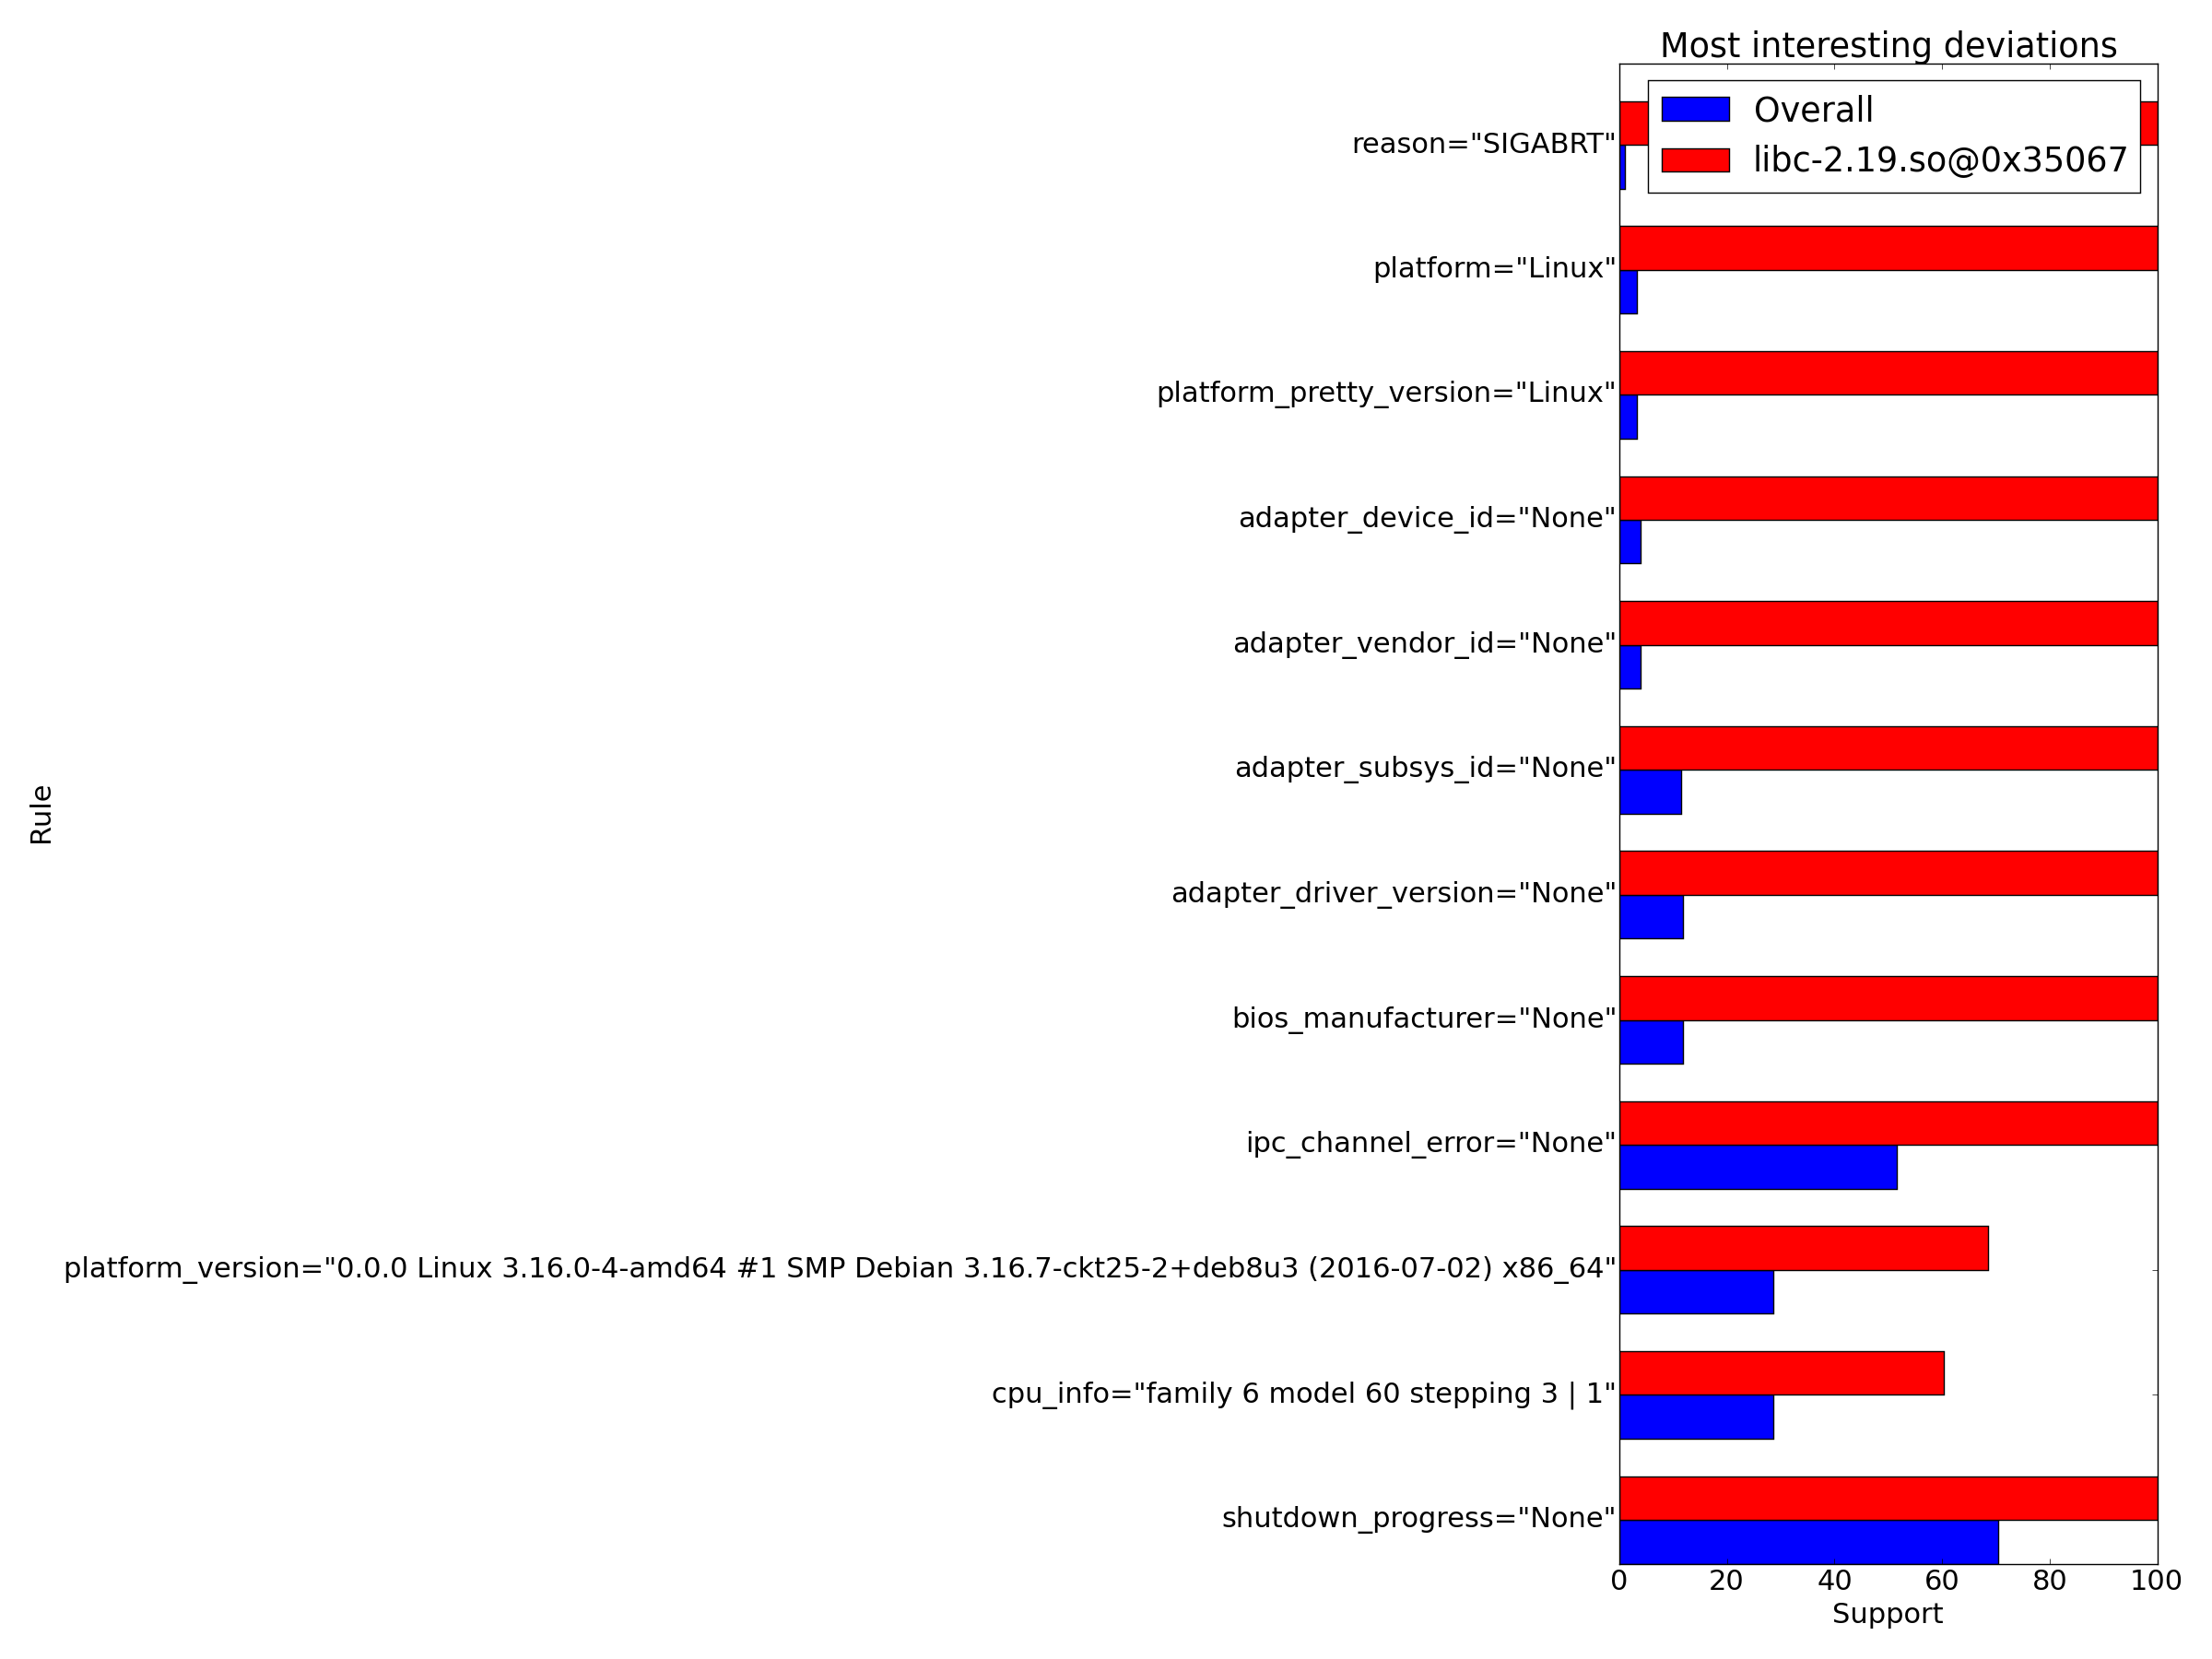 Most interesting deviations
Overall
libc-2.19.so@0x35067
reason="SIGABRT"
platform="Linux"
platform_pretty_version="Linux"
adapter_device_id="None"
adapter_vendor_id="None"
adapter_subsys_id="None"
adapter_driver_version="None"
bios_manufacturer="None"
ipc_channel_error="None"
platform_version="0.0.0 Linux 3.16.0-4-amd64 #1 SMP Debian 3.16.7-ckt25-2+deb8u3 (2016-07-02) x86_64"
cpu_info="family 6 model 60 stepping 3 | 1"
shutdown_progress="None"
Rule
0 20 40 60 80 100
Support